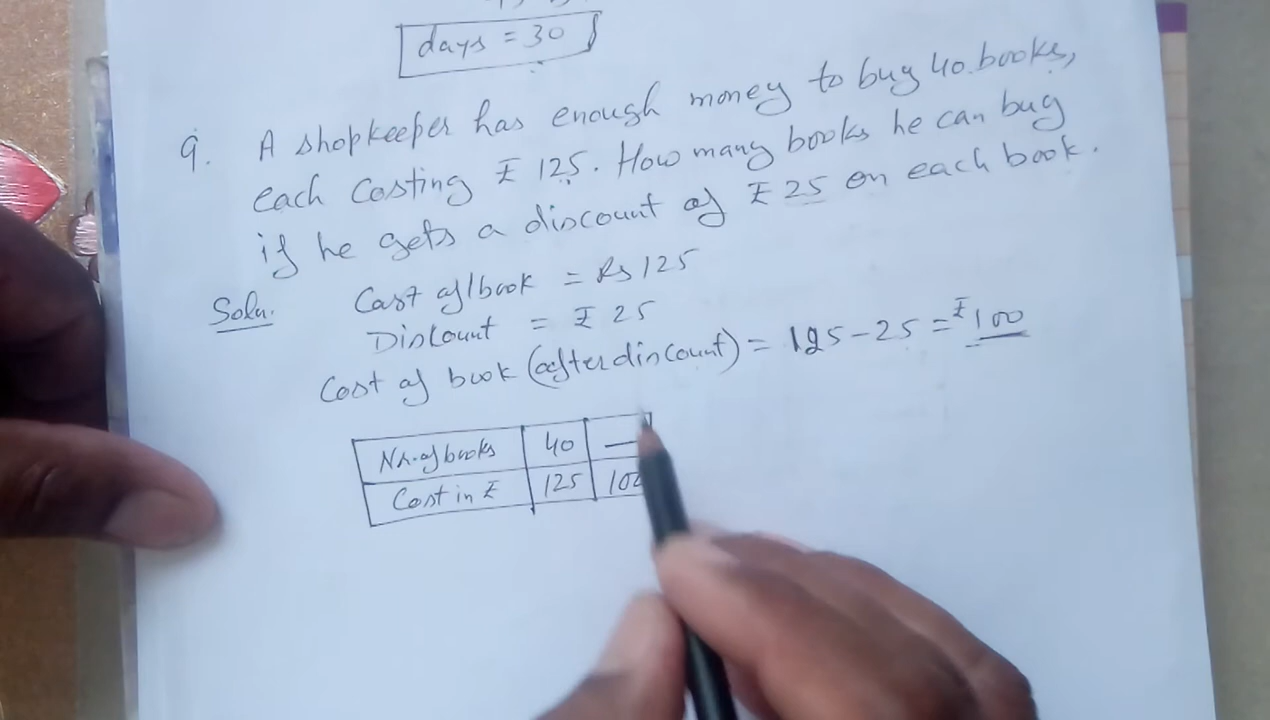 days = 30
9. A shopkeeper has enough money to buy 40 books,
each costing ₹ 125. How many books he can buy
if he gets a discount of ₹ 25 on each book.
Soln. Cost of 1 book = Rs 125
Discount = ₹ 25
Cost of book (after discount) = 125 - 25 = ₹ 100
No. of books 40 —
Cost in ₹ 125 100